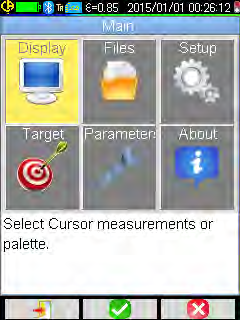 ε=0.85 2015/01/01 00:26:12
Main
Display Files Setup
Target Parameters About
Select Cursor measurements or
palette.